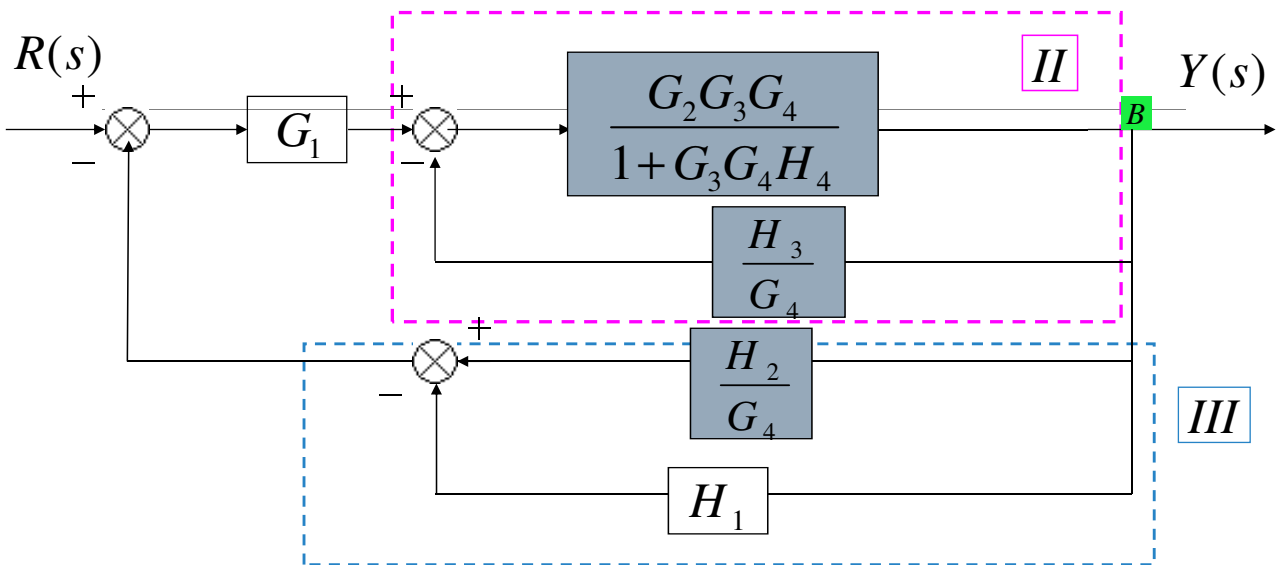 R(s)
+
−
G₁
+
−
G₂G₃G₄
1 + G₃G₄H₄
II
B
Y(s)
H₃
G₄
+
−
H₂
G₄
III
H₁